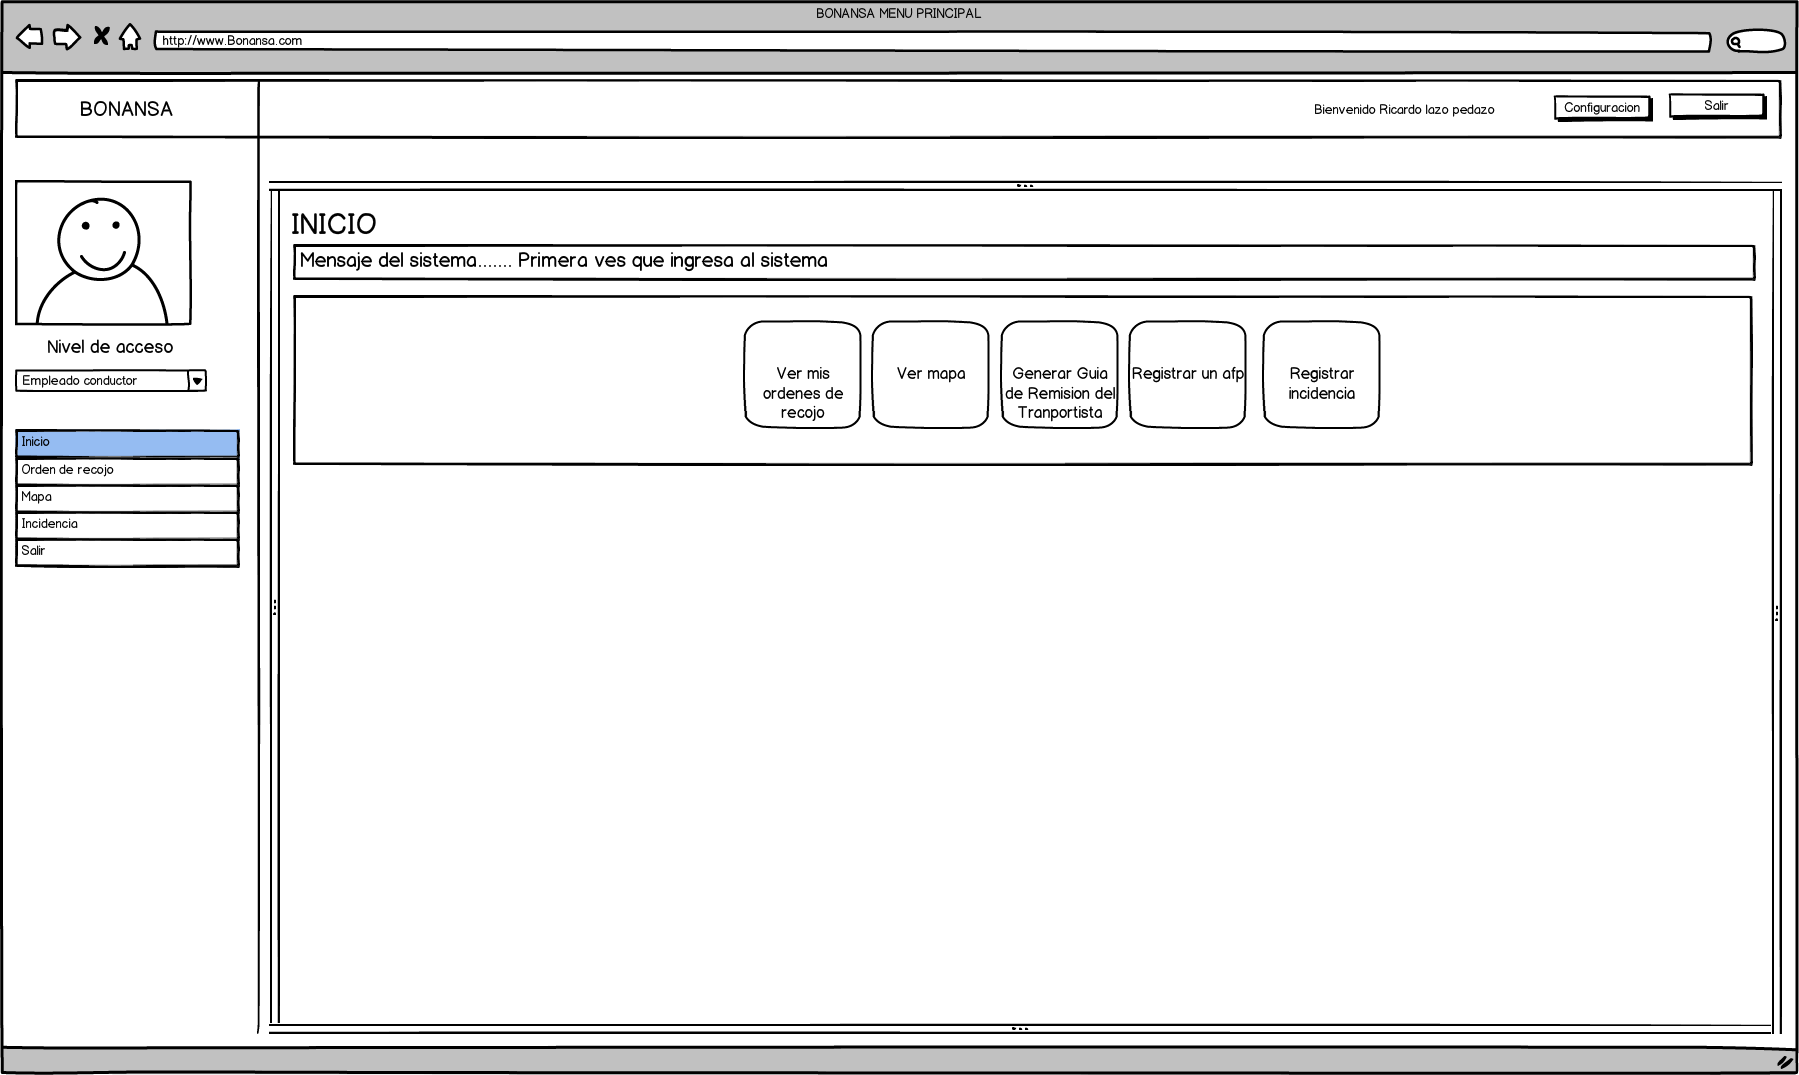 BONANSA MENU PRINCIPAL
http://www.Bonansa.com
BONANSA
Bienvenido Ricardo lazo pedazo
Configuracion
Salir
Nivel de acceso
Empleado conductor
Inicio
Orden de recojo
Mapa
Incidencia
Salir
INICIO
Mensaje del sistema....... Primera ves que ingresa al sistema
Ver mis
ordenes de
recojo
Ver mapa
Generar Guia
de Remision del
Tranportista
Registrar un afp
Registrar
incidencia